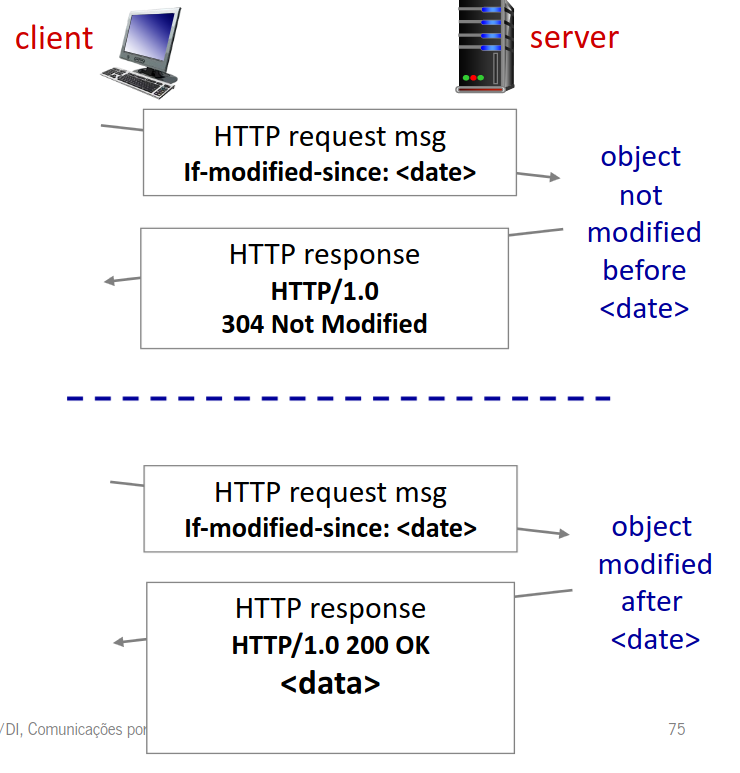 client
server
HTTP request msg
If-modified-since: <date>
object
not
modified
before
<date>
HTTP response
HTTP/1.0
304 Not Modified
HTTP request msg
If-modified-since: <date>
object
modified
after
<date>
HTTP response
HTTP/1.0 200 OK
<data>
/DI, Comunicações por
75